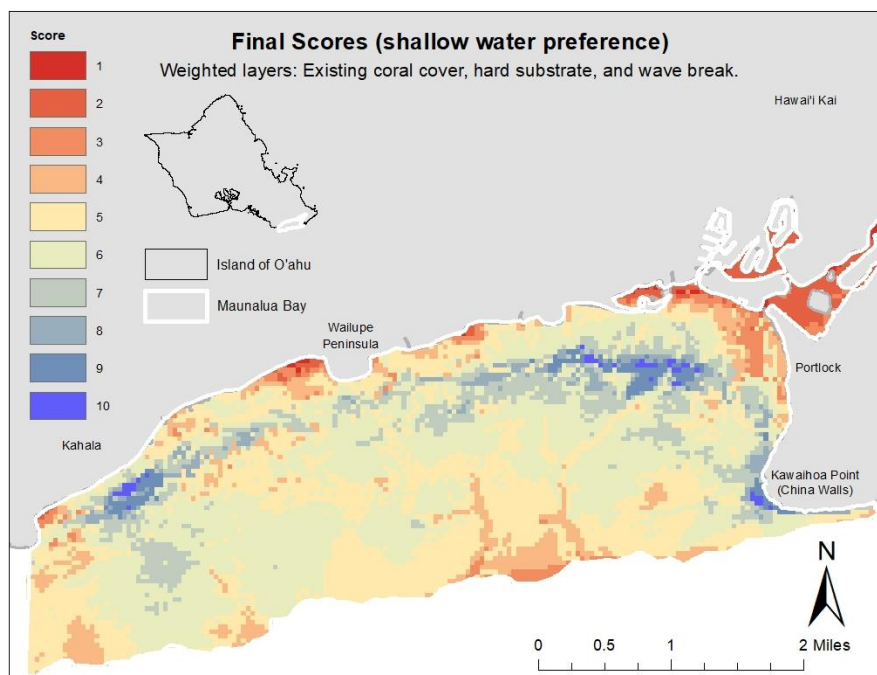 Final Scores (shallow water preference)
Weighted layers: Existing coral cover, hard substrate, and wave break.
Score
1
2
3
4
5
6
7
8
9
10
Island of O'ahu
Maunalua Bay
Hawai'i Kai
Wailupe
Peninsula
Portlock
Kahala
Kawaihoa Point
(China Walls)
N
0 0.5 1 2 Miles